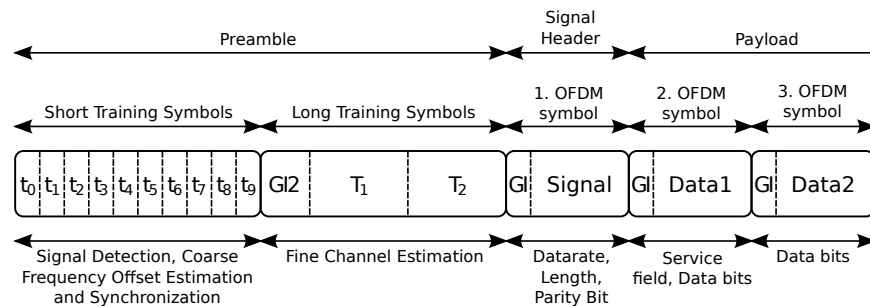 Preamble
Signal
Header
Payload
Short Training Symbols
Long Training Symbols
1. OFDM
symbol
2. OFDM
symbol
3. OFDM
symbol
t0 t1 t2 t3 t4 t5 t6 t7 t8 t9 GI2 T1 T2 GI Signal GI Data1 GI Data2
Signal Detection, Coarse
Frequency Offset Estimation
and Synchronization
Fine Channel Estimation
Datarate,
Length,
Parity Bit
Service
field, Data bits
Data bits